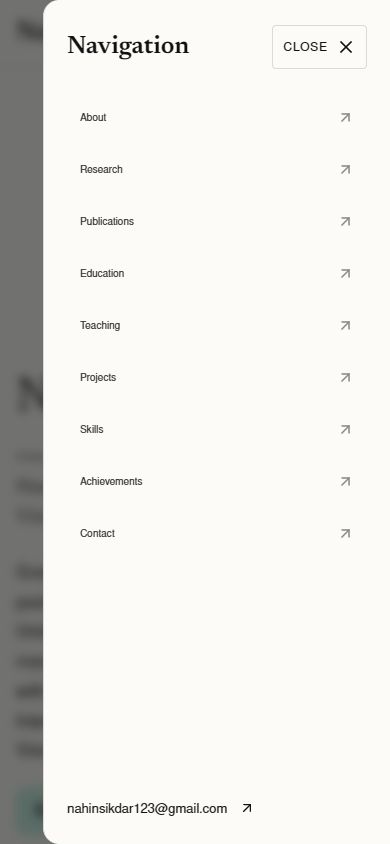 Navigation
CLOSE
About
Research
Publications
Education
Teaching
Projects
Skills
Achievements
Contact
nahinsikdar123@gmail.com